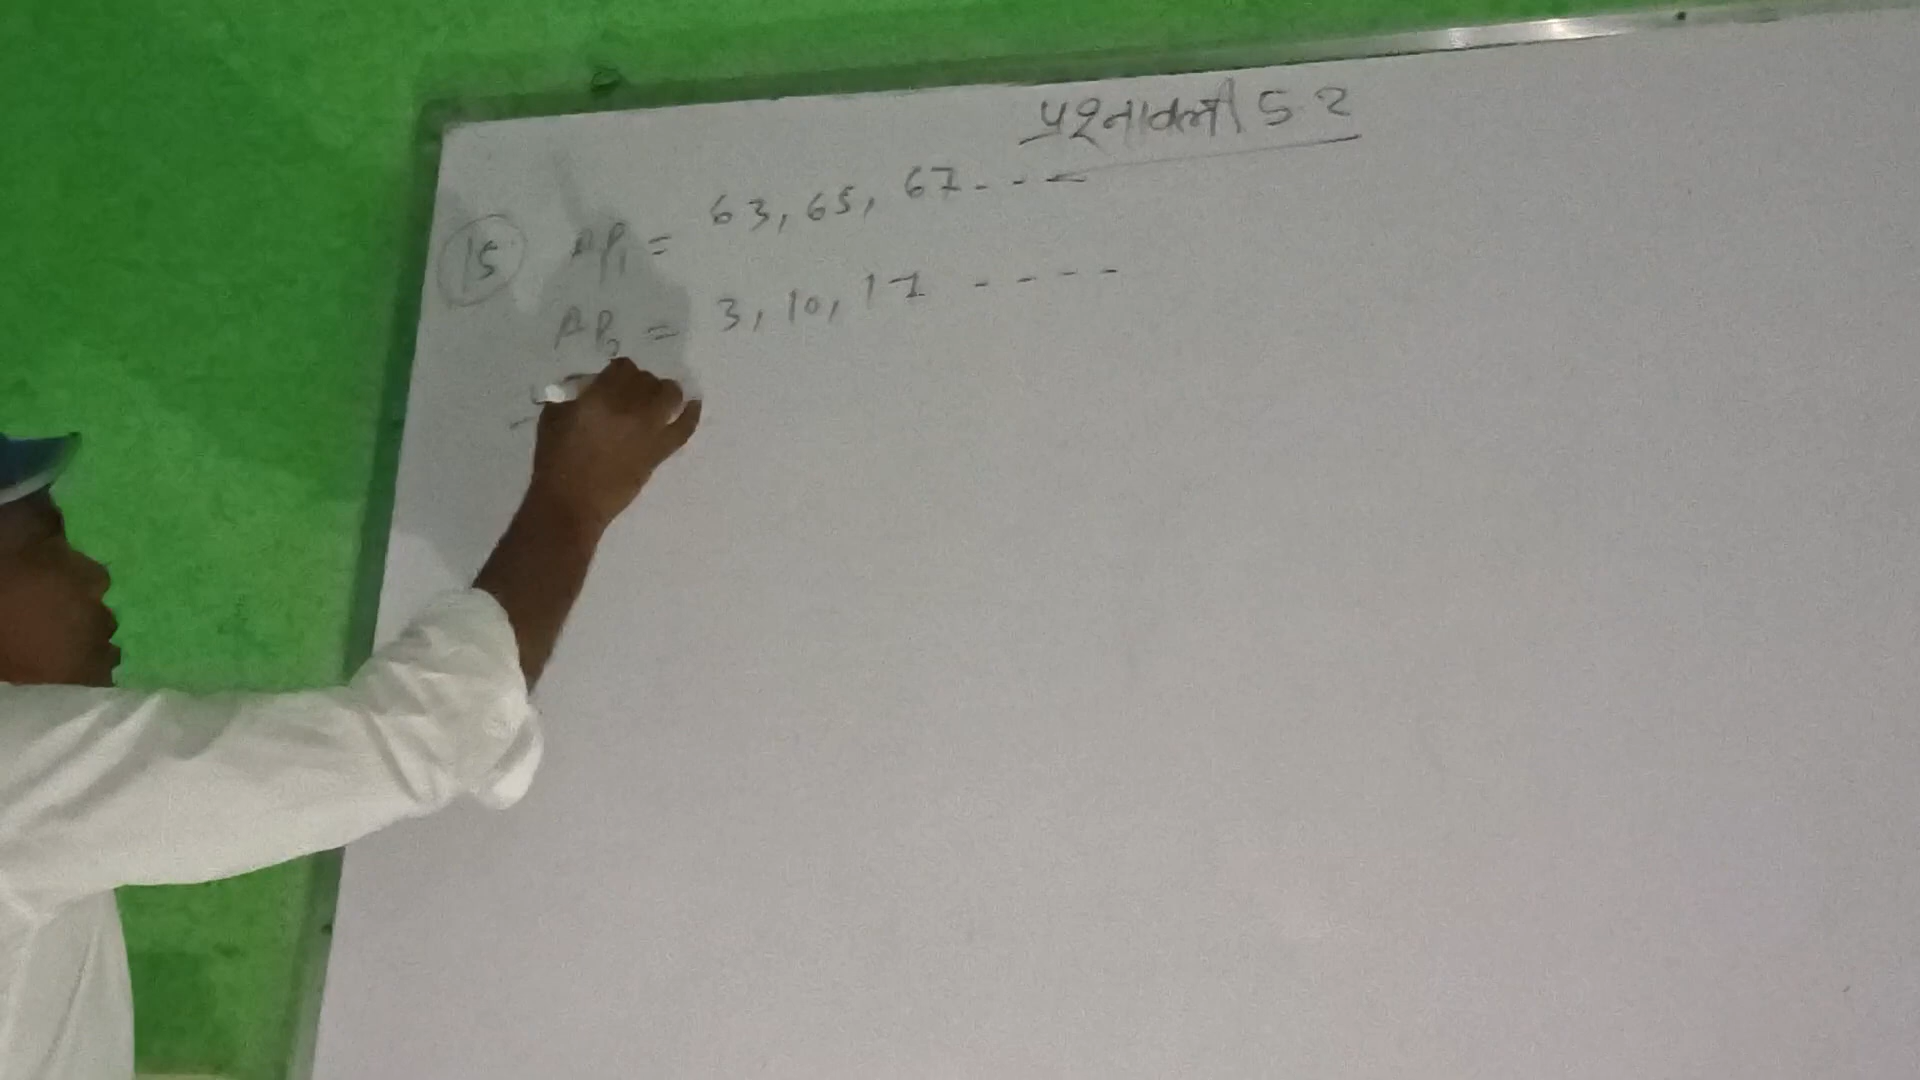 प्रश्नावली 5.2
15 AP₁ = 63, 65, 67 - - -
AP₂ = 3, 10, 17 - - - -